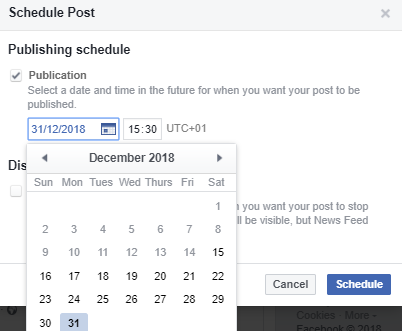 Schedule Post
Publishing schedule
Publication
Select a date and time in the future for when you want your post to be
published.
31/12/2018 15:30 UTC+01
December 2018
Sun Mon Tues Wed Thurs Fri Sat
1
2 3 4 5 6 7 8
9 10 11 12 13 14 15
16 17 18 19 20 21 22
23 24 25 26 27 28 29
30 31
Dis
n you want your post to stop
ll be visible, but News Feed
Cancel Schedule
Cookies · More
Facebook © 2018